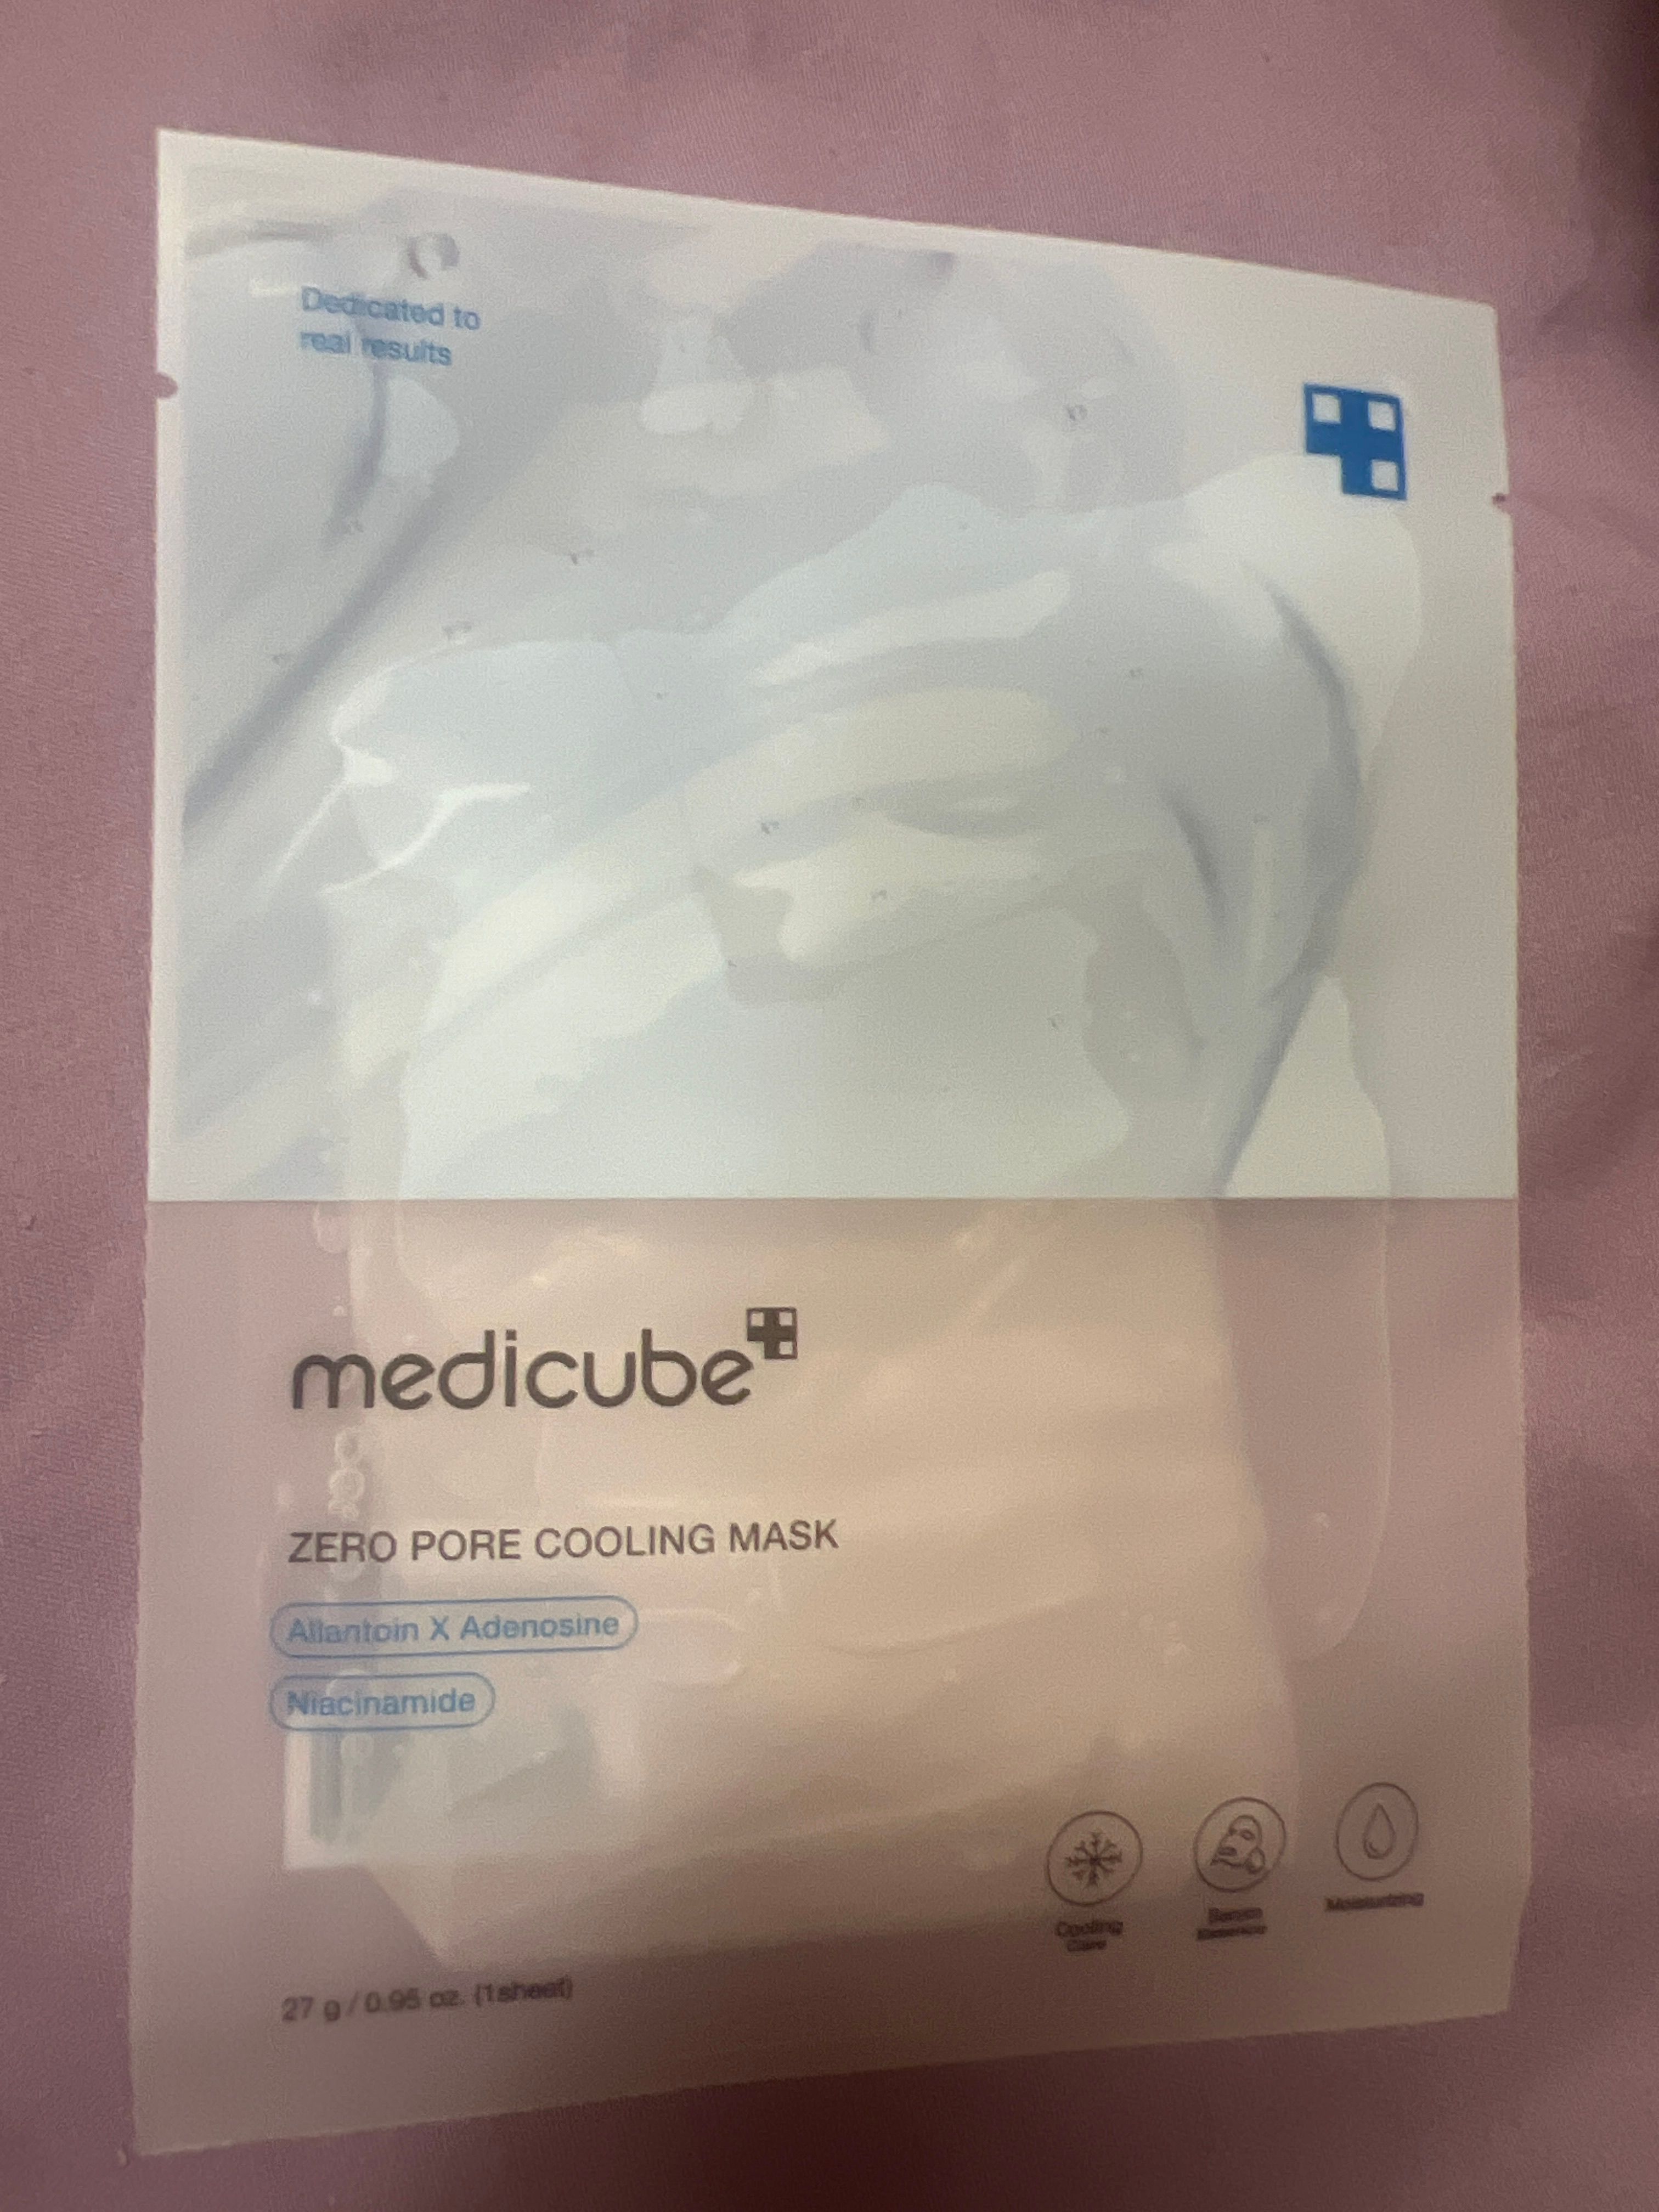 Dedicated to
real results
medicube
ZERO PORE COOLING MASK
Allantoin X Adenosine
Niacinamide
Cooling
Care
Moisturizing
27 g / 0.95 oz. (1sheet)